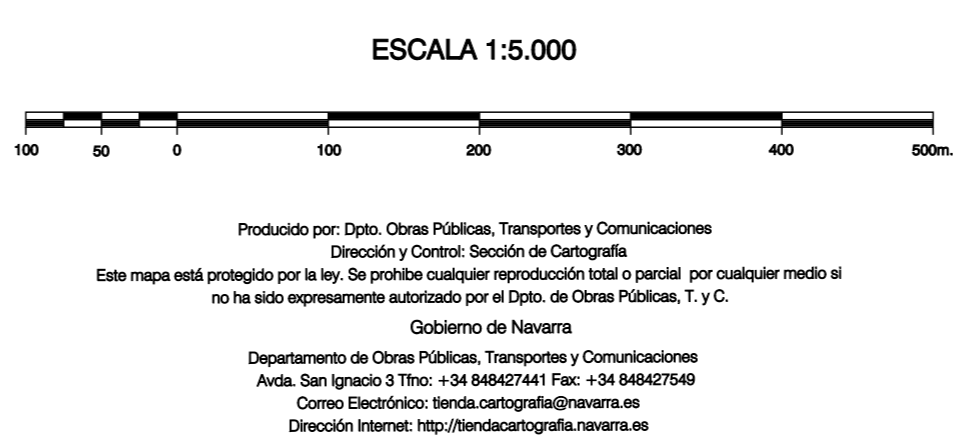 ESCALA 1:5.000
100 50 0 100 200 300 400 500m.
Producido por: Dpto. Obras Públicas, Transportes y Comunicaciones
Dirección y Control: Sección de Cartografía
Este mapa está protegido por la ley. Se prohibe cualquier reproducción total o parcial por cualquier medio si
no ha sido expresamente autorizado por el Dpto. de Obras Públicas, T. y C.
Gobierno de Navarra
Departamento de Obras Públicas, Transportes y Comunicaciones
Avda. San Ignacio 3 Tfno: +34 848427441 Fax: +34 848427549
Correo Electrónico: tienda.cartografia@navarra.es
Dirección Internet: http://tiendacartografia.navarra.es